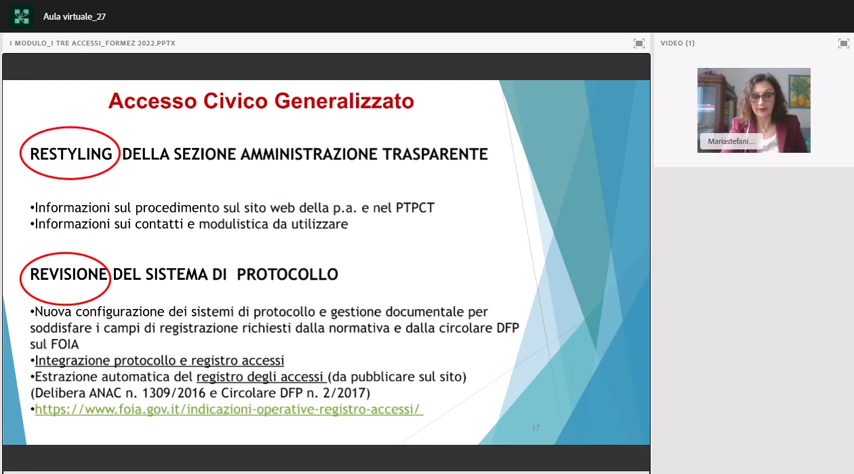 Aula virtuale_27
I MODULO_I TRE ACCESSI_FORMEZ 2022.PPTX
VIDEO (1)
Accesso Civico Generalizzato
RESTYLING DELLA SEZIONE AMMINISTRAZIONE TRASPARENTE
•Informazioni sul procedimento sul sito web della p.a. e nel PTPCT
•Informazioni sui contatti e modulistica da utilizzare
REVISIONE DEL SISTEMA DI PROTOCOLLO
•Nuova configurazione dei sistemi di protocollo e gestione documentale per
soddisfare i campi di registrazione richiesti dalla normativa e dalla circolare DFP
sul FOIA
•Integrazione protocollo e registro accessi
•Estrazione automatica del registro degli accessi (da pubblicare sul sito)
(Delibera ANAC n. 1309/2016 e Circolare DFP n. 2/2017)
•https://www.foia.gov.it/indicazioni-operative-registro-accessi/
17
Mariastefani...